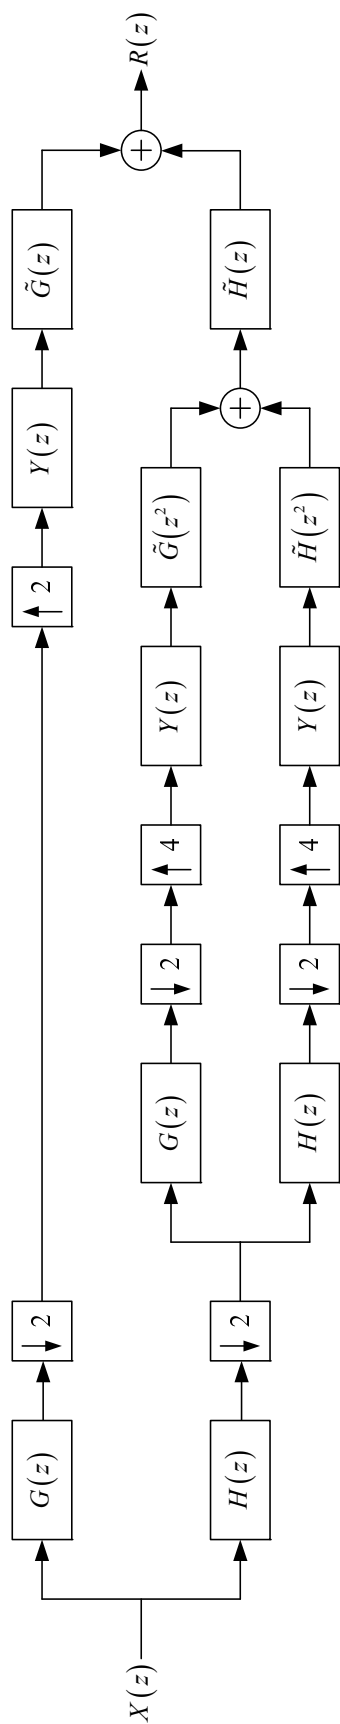 X(z)
G(z)
↓ 2
↑ 2
Y(z)
G̃(z)
R(z)
+
H(z)
↓ 2
G(z)
↓ 2
↑ 4
Y(z)
G̃(z²)
+
H̃(z)
H(z)
↓ 2
↑ 4
Y(z)
H̃(z²)